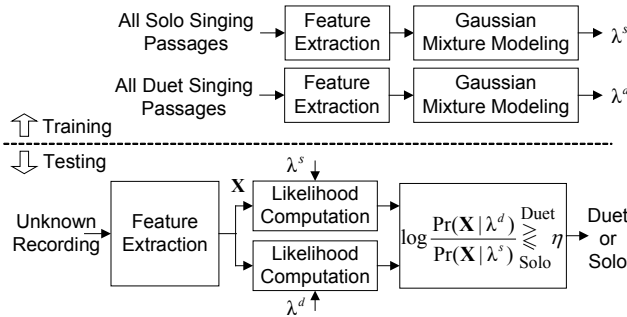 All Solo Singing Passages
Feature Extraction
Gaussian Mixture Modeling
λ^s
All Duet Singing Passages
Feature Extraction
Gaussian Mixture Modeling
λ^d
Training
Testing
Unknown Recording
Feature Extraction
X
λ^s
Likelihood Computation
Likelihood Computation
λ^d
log Pr(X | λ^d) / Pr(X | λ^s) Duet ≷ Solo η
Duet or Solo